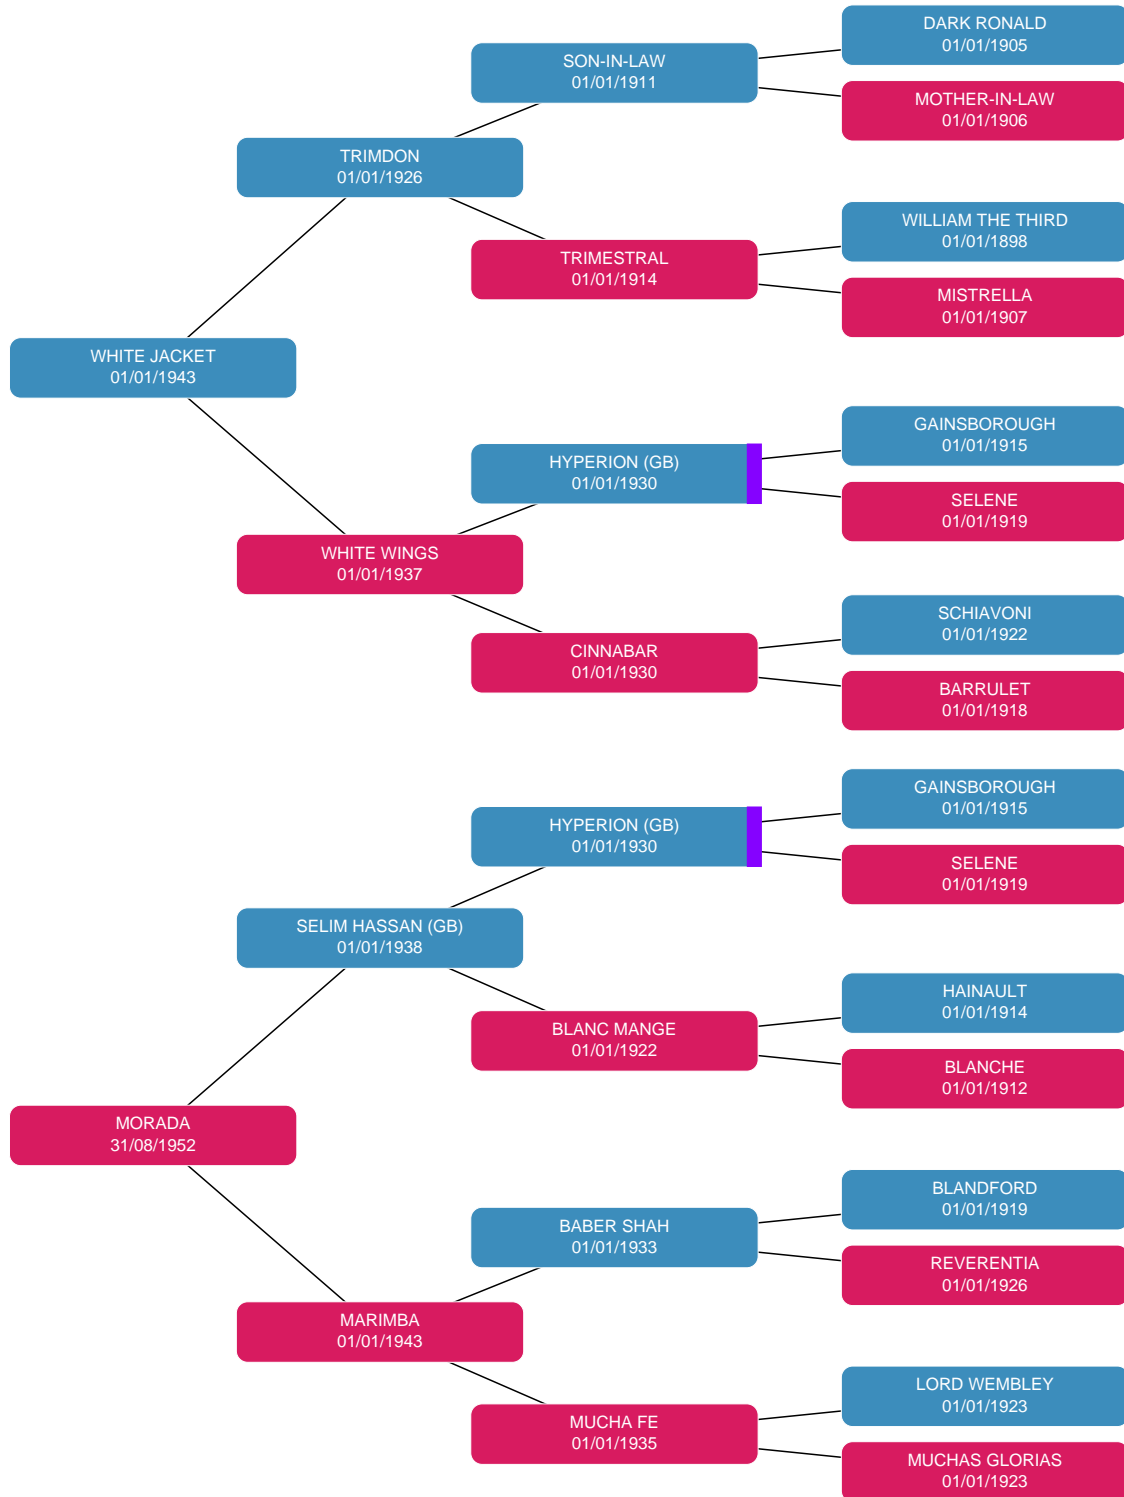 DARK RONALD
01/01/1905
SON-IN-LAW
01/01/1911
MOTHER-IN-LAW
01/01/1906
TRIMDON
01/01/1926
WILLIAM THE THIRD
01/01/1898
TRIMESTRAL
01/01/1914
MISTRELLA
01/01/1907
WHITE JACKET
01/01/1943
GAINSBOROUGH
01/01/1915
HYPERION (GB)
01/01/1930
SELENE
01/01/1919
WHITE WINGS
01/01/1937
SCHIAVONI
01/01/1922
CINNABAR
01/01/1930
BARRULET
01/01/1918
GAINSBOROUGH
01/01/1915
HYPERION (GB)
01/01/1930
SELENE
01/01/1919
SELIM HASSAN (GB)
01/01/1938
HAINAULT
01/01/1914
BLANC MANGE
01/01/1922
BLANCHE
01/01/1912
MORADA
31/08/1952
BLANDFORD
01/01/1919
BABER SHAH
01/01/1933
REVERENTIA
01/01/1926
MARIMBA
01/01/1943
LORD WEMBLEY
01/01/1923
MUCHA FE
01/01/1935
MUCHAS GLORIAS
01/01/1923